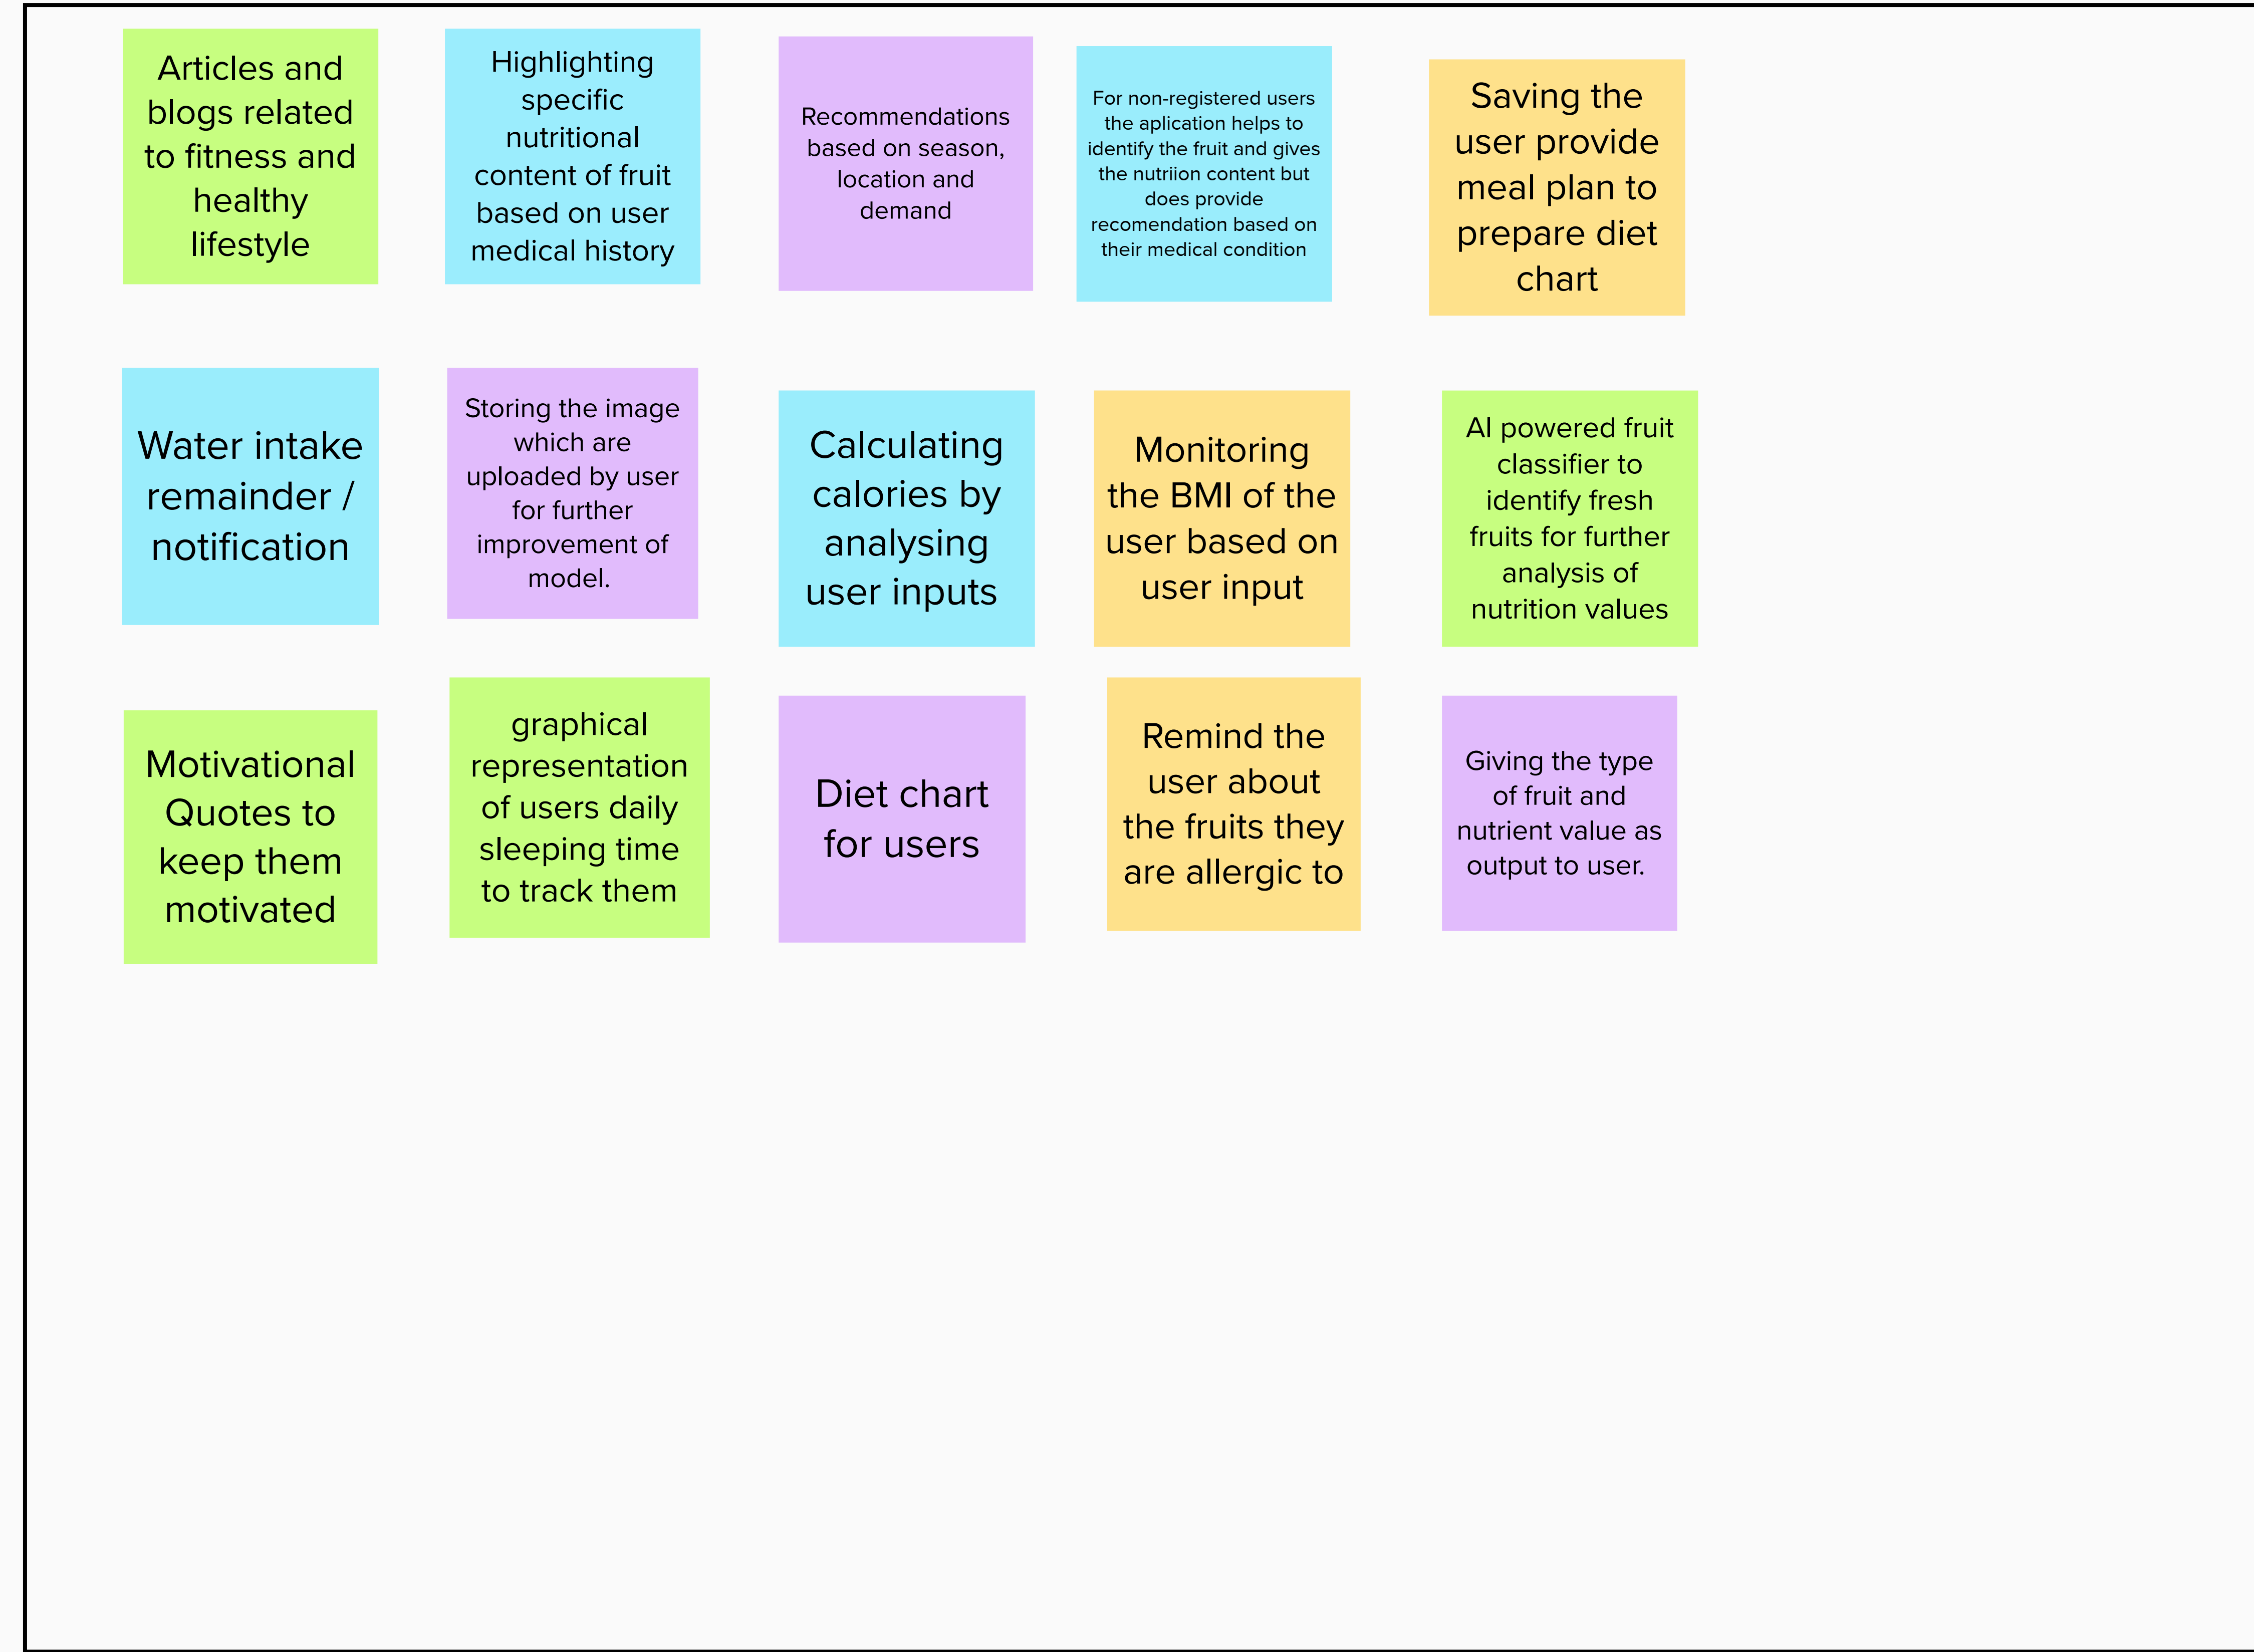 Articles and
blogs related
to fitness and
healthy
lifestyle
Highlighting
specific
nutritional
content of fruit
based on user
medical history
Recommendations
based on season,
location and
demand
For non-registered users
the aplication helps to
identify the fruit and gives
the nutriion content but
does provide
recomendation based on
their medical condition
Saving the
user provide
meal plan to
prepare diet
chart
Water intake
remainder /
notification
Storing the image
which are
uploaded by user
for further
improvement of
model.
Calculating
calories by
analysing
user inputs
Monitoring
the BMI of the
user based on
user input
AI powered fruit
classifier to
identify fresh
fruits for further
analysis of
nutrition values
Motivational
Quotes to
keep them
motivated
graphical
representation
of users daily
sleeping time
to track them
Diet chart
for users
Remind the
user about
the fruits they
are allergic to
Giving the type
of fruit and
nutrient value as
output to user.